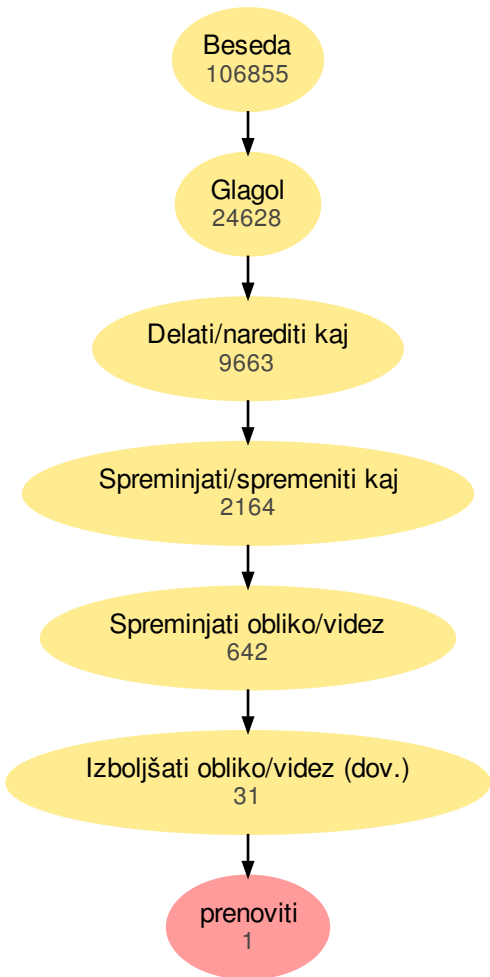 Beseda
106855
Glagol
24628
Delati/narediti kaj
9663
Spreminjati/spremeniti kaj
2164
Spreminjati obliko/videz
642
Izboljšati obliko/videz (dov.)
31
prenoviti
1